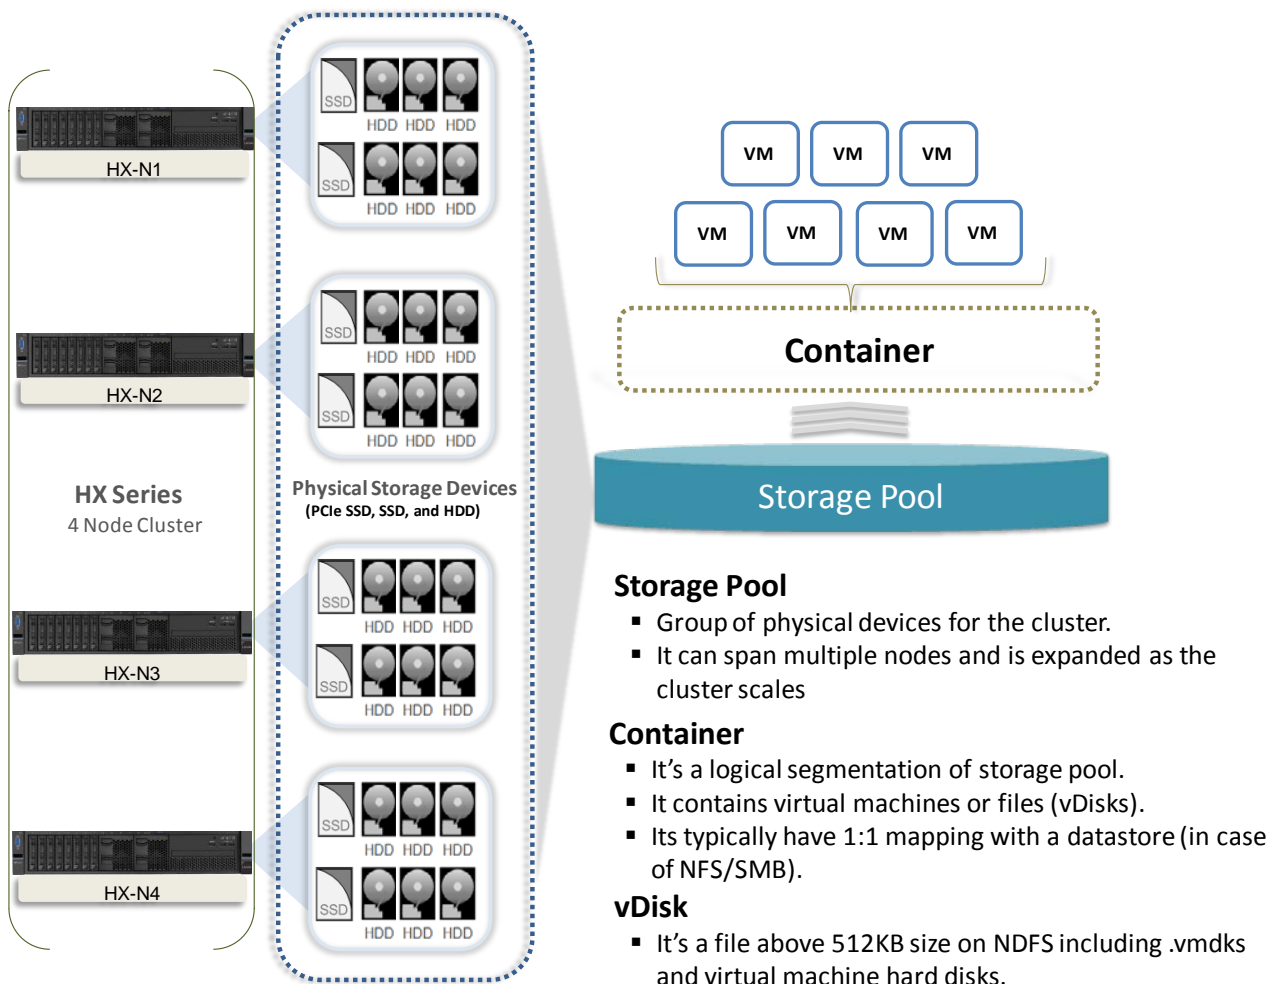 SSD
HDD HDD HDD
SSD
HDD HDD HDD
HX-N1
SSD
HDD HDD HDD
SSD
HDD HDD HDD
HX-N2
HX Series
4 Node Cluster
Physical Storage Devices
(PCIe SSD, SSD, and HDD)
SSD
HDD HDD HDD
SSD
HDD HDD HDD
HX-N3
SSD
HDD HDD HDD
SSD
HDD HDD HDD
HX-N4
VM VM VM
VM VM VM VM
Container
Storage Pool
Storage Pool
▪ Group of physical devices for the cluster.
▪ It can span multiple nodes and is expanded as the
cluster scales
Container
▪ It’s a logical segmentation of storage pool.
▪ It contains virtual machines or files (vDisks).
▪ Its typically have 1:1 mapping with a datastore (in case
of NFS/SMB).
vDisk
▪ It’s a file above 512KB size on NDFS including .vmdks
and virtual machine hard disks.